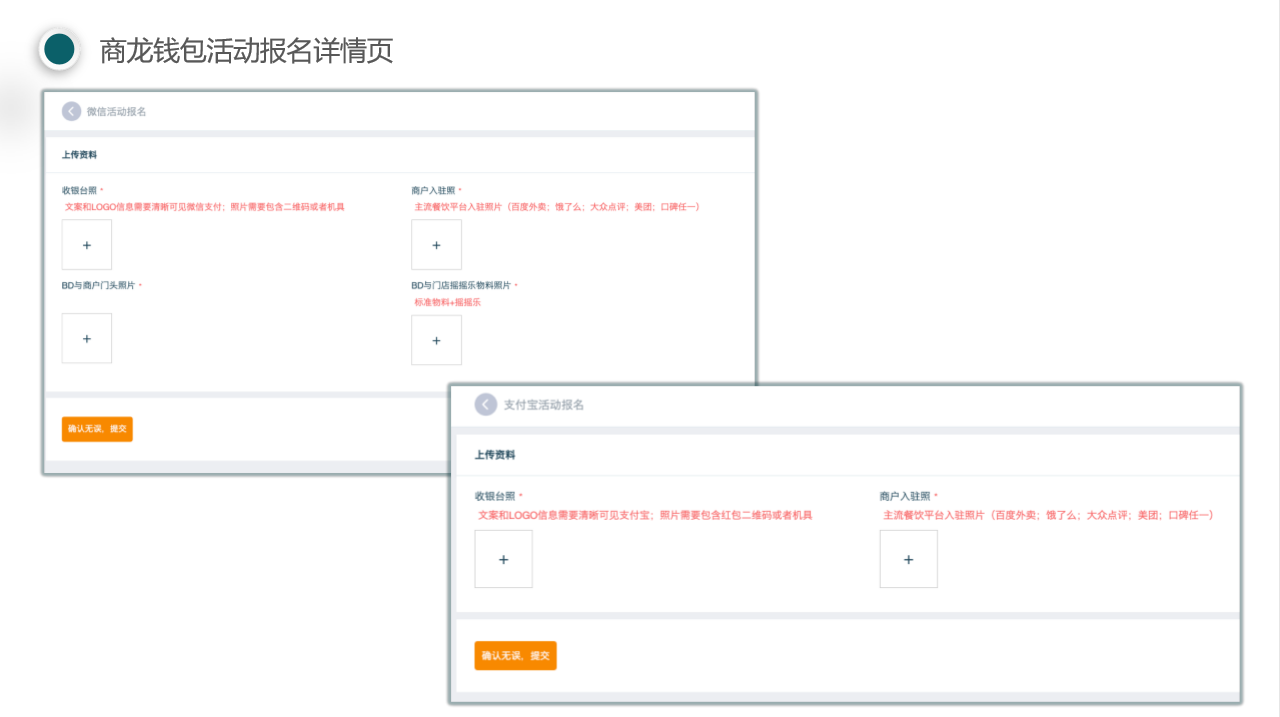 商龙钱包活动报名详情页
微信活动报名
上传资料
收银台照 *
文案和LOGO信息需要清晰可见微信支付；照片需要包含二维码或者机具
+
商户入驻照 *
主流餐饮平台入驻照片（百度外卖；饿了么；大众点评；美团；口碑任一）
+
BD与商户门头照片 *
+
BD与门店摇摇乐物料照片 *
标准物料+摇摇乐
+
确认无误，提交
支付宝活动报名
上传资料
收银台照 *
文案和LOGO信息需要清晰可见支付宝；照片需要包含红包二维码或者机具
+
商户入驻照 *
主流餐饮平台入驻照片（百度外卖；饿了么；大众点评；美团；口碑任一）
+
确认无误，提交